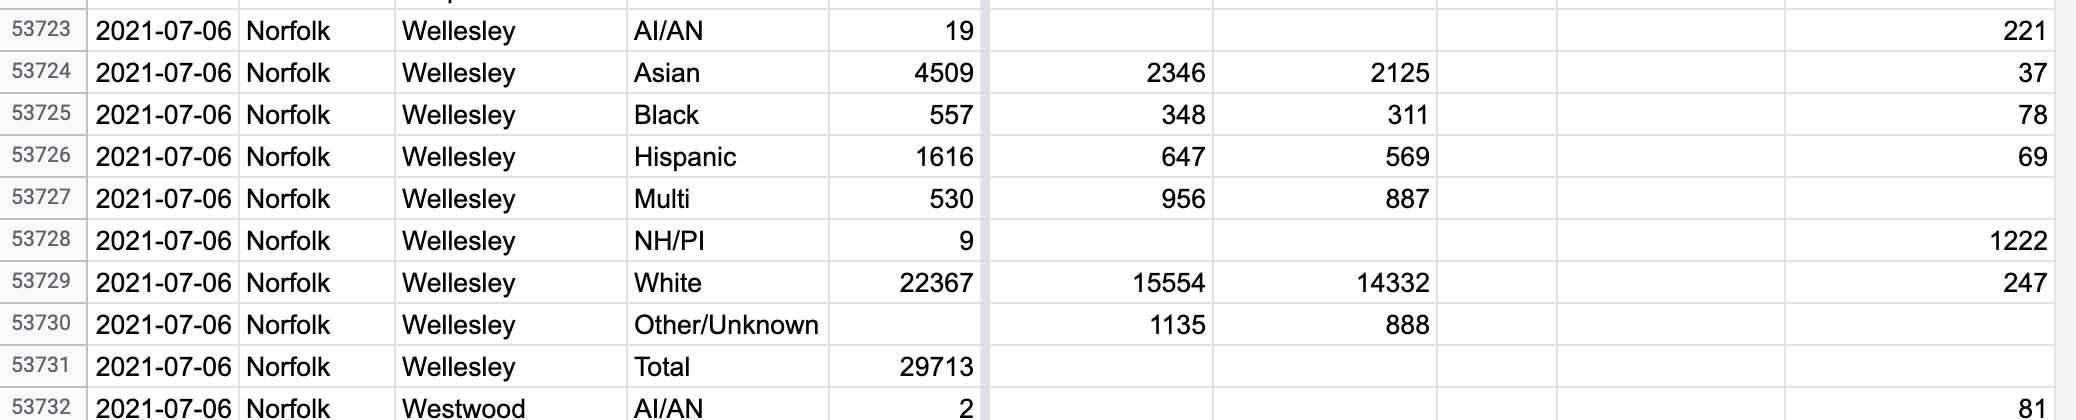 53723 2021-07-06 Norfolk Wellesley AI/AN 19 221
53724 2021-07-06 Norfolk Wellesley Asian 4509 2346 2125 37
53725 2021-07-06 Norfolk Wellesley Black 557 348 311 78
53726 2021-07-06 Norfolk Wellesley Hispanic 1616 647 569 69
53727 2021-07-06 Norfolk Wellesley Multi 530 956 887
53728 2021-07-06 Norfolk Wellesley NH/PI 9 1222
53729 2021-07-06 Norfolk Wellesley White 22367 15554 14332 247
53730 2021-07-06 Norfolk Wellesley Other/Unknown 1135 888
53731 2021-07-06 Norfolk Wellesley Total 29713
53732 2021-07-06 Norfolk Westwood AI/AN 2 81